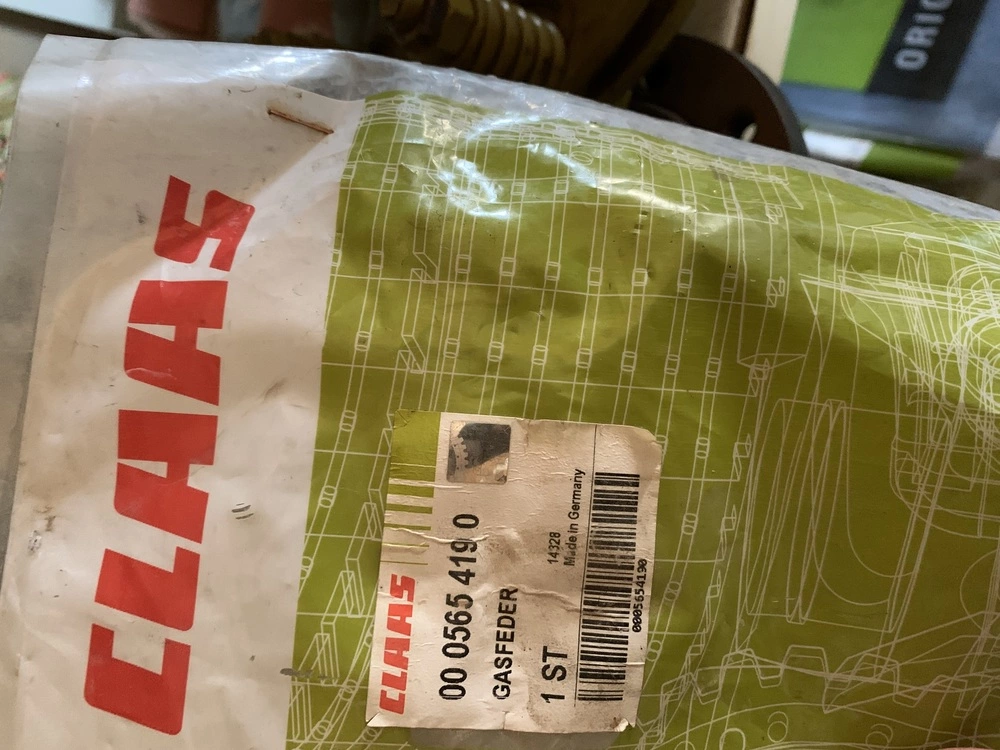 CLAAS
ORIG
CLAAS
00 0565 419 0
GASFEDER
1 ST
14328
Made in Germany
0005654190